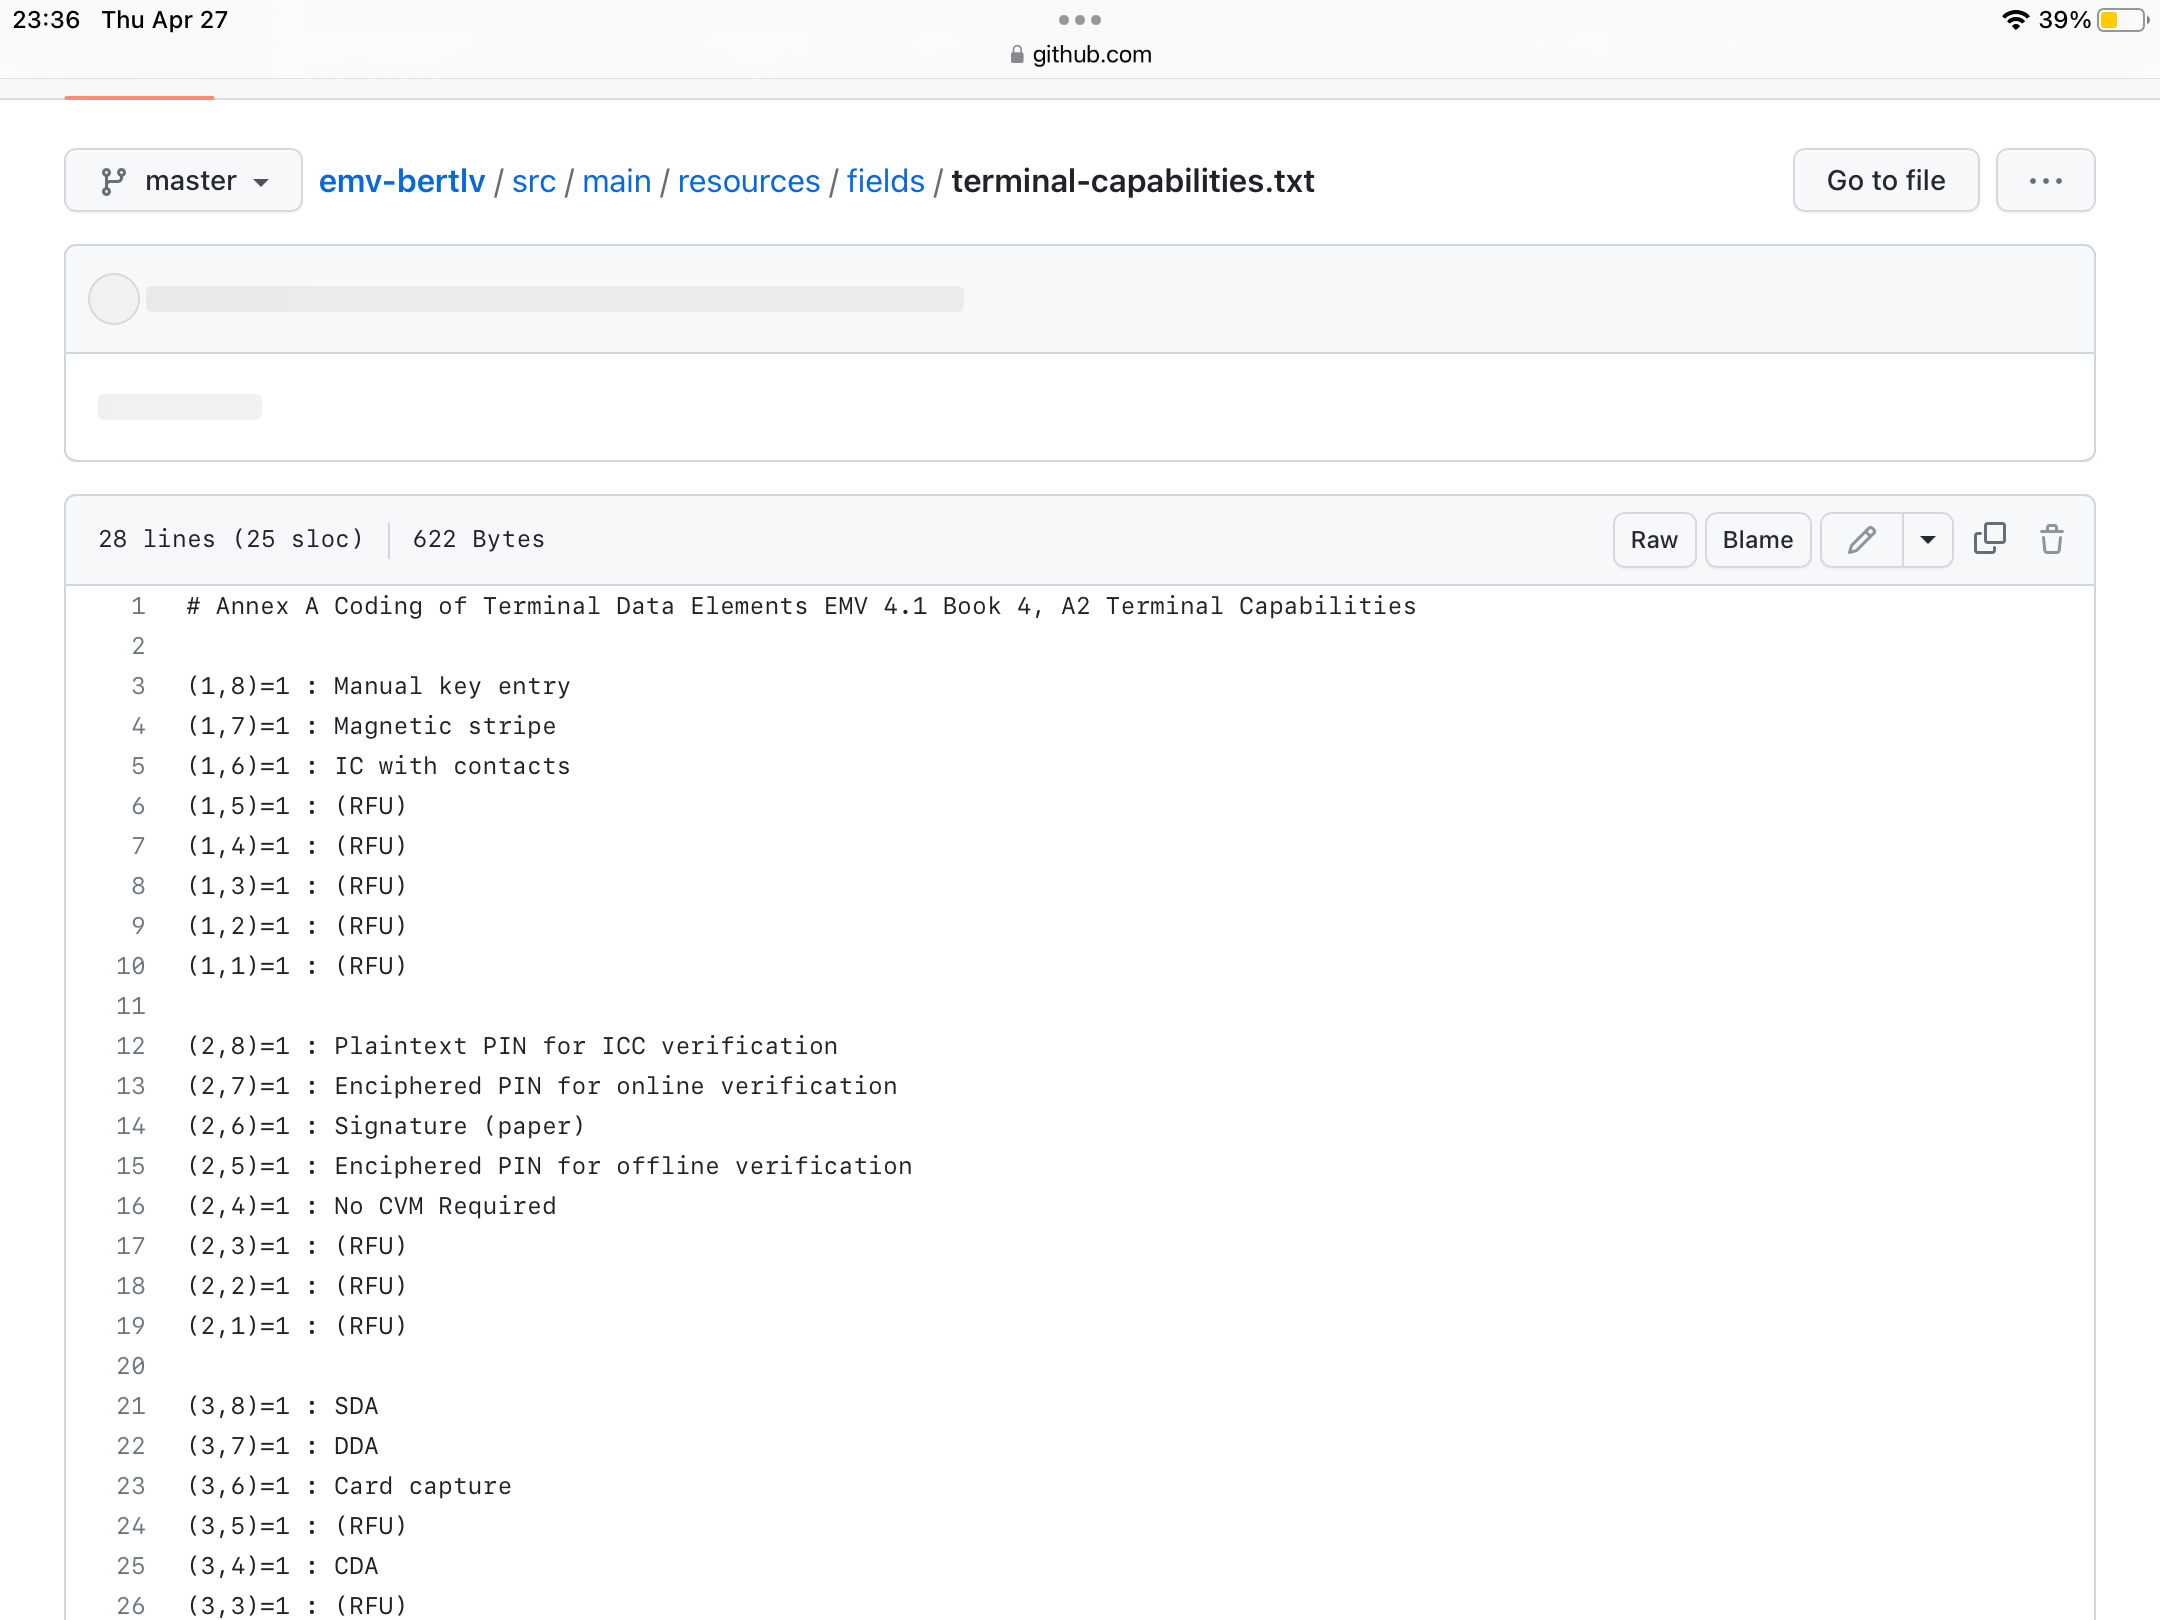 23:36 Thu Apr 27
39%
github.com
master
emv-bertlv / src / main / resources / fields / terminal-capabilities.txt
Go to file
28 lines (25 sloc) 622 Bytes
Raw
Blame
1 # Annex A Coding of Terminal Data Elements EMV 4.1 Book 4, A2 Terminal Capabilities
2
3 (1,8)=1 : Manual key entry
4 (1,7)=1 : Magnetic stripe
5 (1,6)=1 : IC with contacts
6 (1,5)=1 : (RFU)
7 (1,4)=1 : (RFU)
8 (1,3)=1 : (RFU)
9 (1,2)=1 : (RFU)
10 (1,1)=1 : (RFU)
11
12 (2,8)=1 : Plaintext PIN for ICC verification
13 (2,7)=1 : Enciphered PIN for online verification
14 (2,6)=1 : Signature (paper)
15 (2,5)=1 : Enciphered PIN for offline verification
16 (2,4)=1 : No CVM Required
17 (2,3)=1 : (RFU)
18 (2,2)=1 : (RFU)
19 (2,1)=1 : (RFU)
20
21 (3,8)=1 : SDA
22 (3,7)=1 : DDA
23 (3,6)=1 : Card capture
24 (3,5)=1 : (RFU)
25 (3,4)=1 : CDA
26 (3,3)=1 : (RFU)